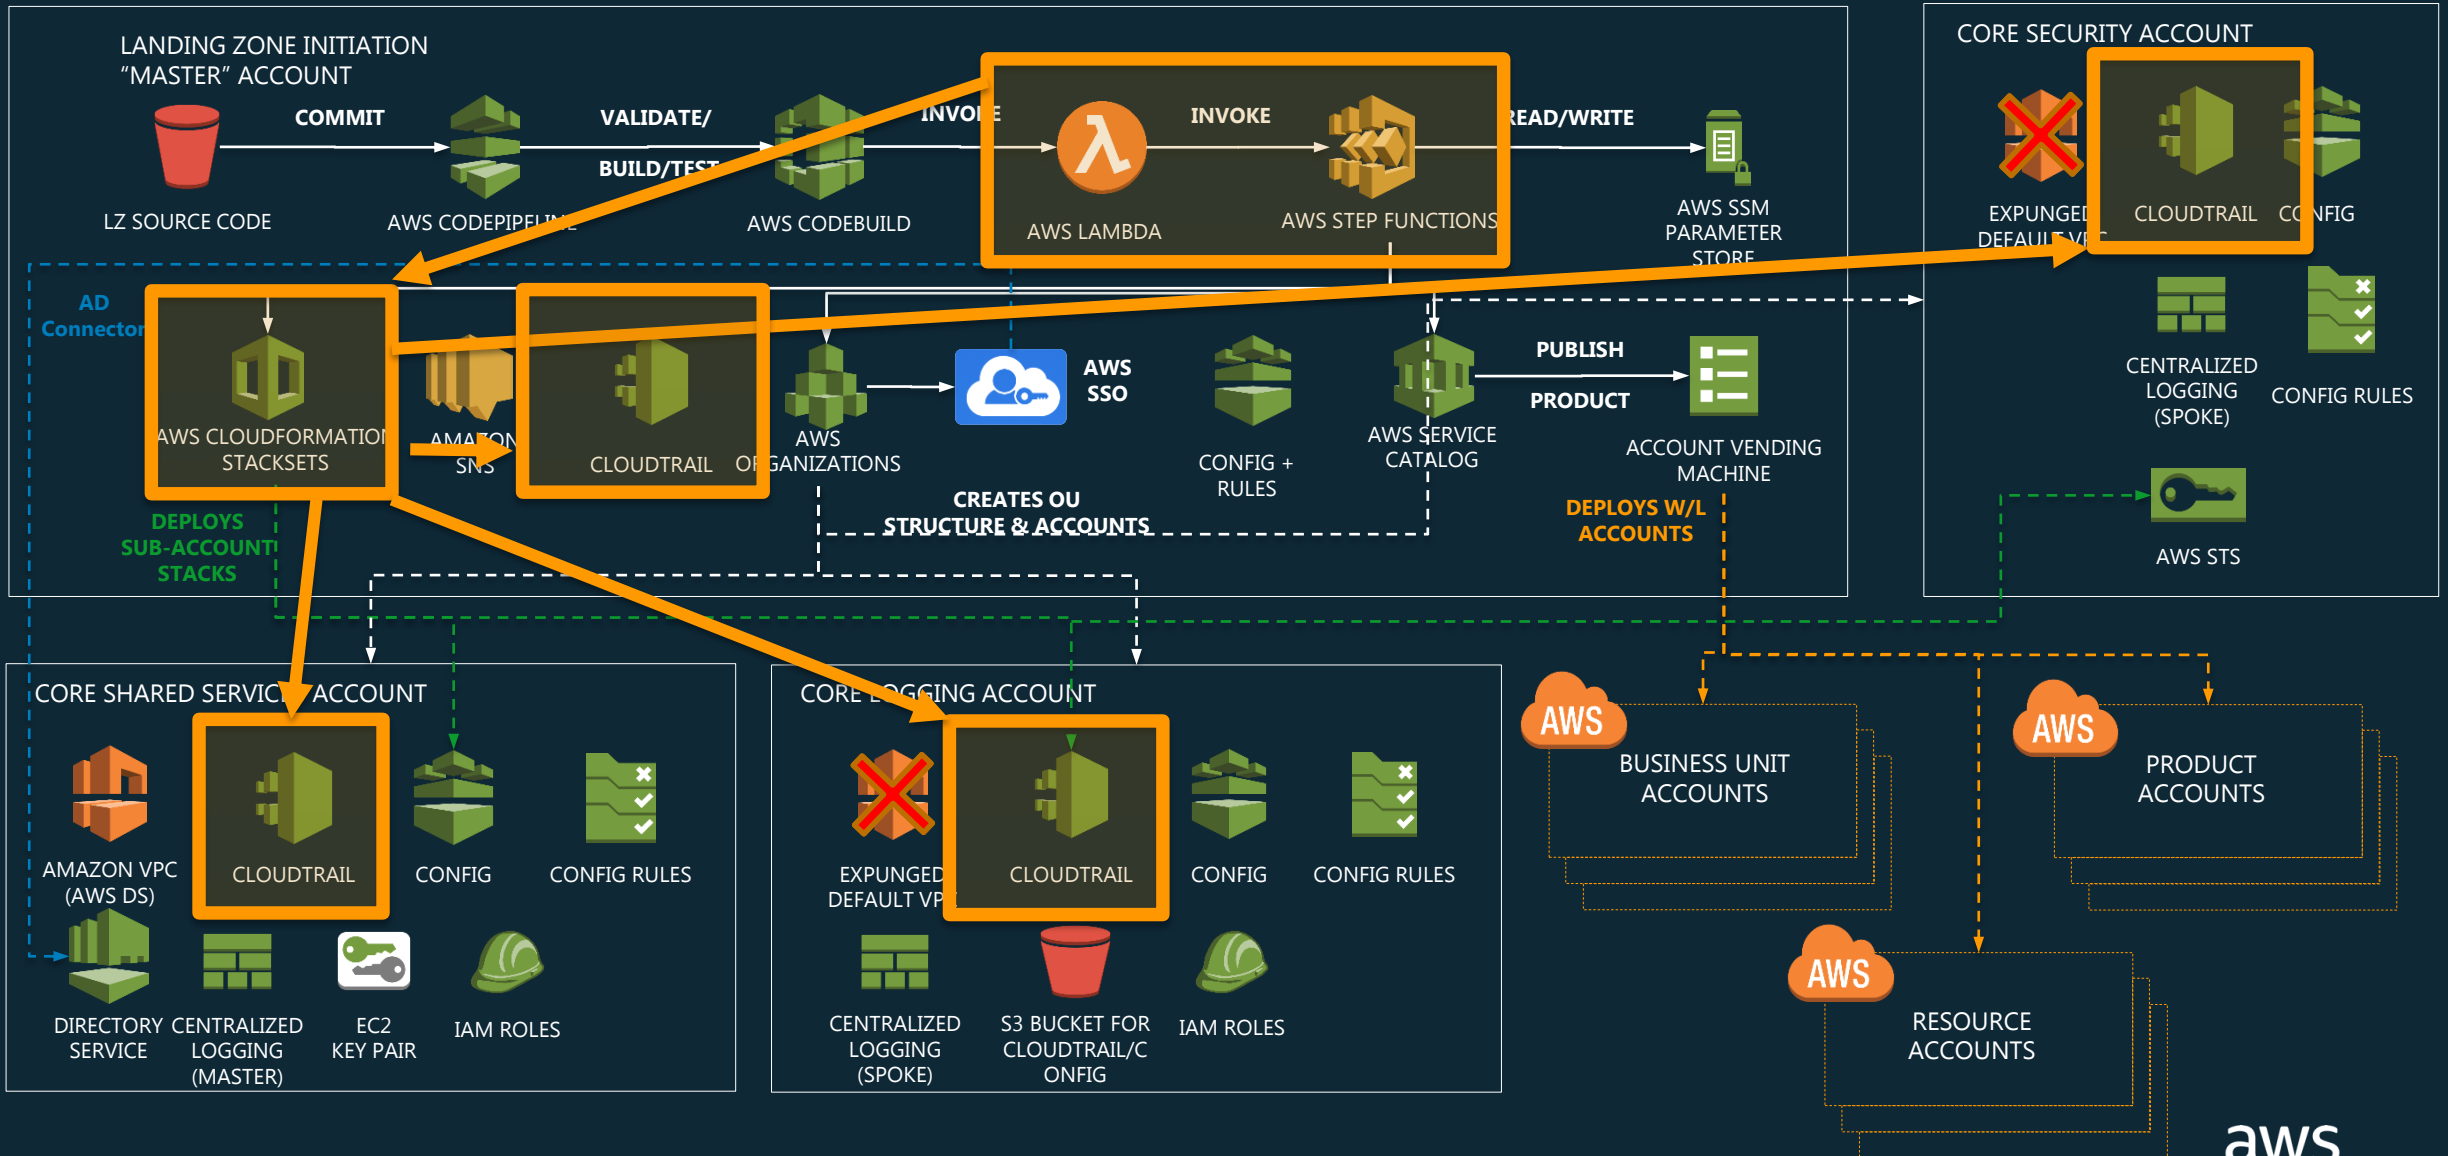 LANDING ZONE INITIATION
"MASTER" ACCOUNT
COMMIT
VALIDATE/
BUILD/TEST
INVOKE
INVOKE
READ/WRITE
LZ SOURCE CODE
AWS CODEPIPELINE
AWS CODEBUILD
AWS LAMBDA
AWS STEP FUNCTIONS
AWS SSM
PARAMETER
STORE
AD
Connector
AWS CLOUDFORMATION
STACKSETS
AMAZON
SNS
CLOUDTRAIL
AWS
ORGANIZATIONS
AWS
SSO
CONFIG +
RULES
AWS SERVICE
CATALOG
PUBLISH
PRODUCT
ACCOUNT VENDING
MACHINE
DEPLOYS
SUB-ACCOUNT
STACKS
CREATES OU
STRUCTURE & ACCOUNTS
DEPLOYS W/L
ACCOUNTS
CORE SECURITY ACCOUNT
EXPUNGED
DEFAULT VPC
CLOUDTRAIL
CONFIG
CENTRALIZED
LOGGING
(SPOKE)
CONFIG RULES
AWS STS
CORE SHARED SERVICES ACCOUNT
AMAZON VPC
(AWS DS)
CLOUDTRAIL
CONFIG
CONFIG RULES
DIRECTORY
SERVICE
CENTRALIZED
LOGGING
(MASTER)
EC2
KEY PAIR
IAM ROLES
CORE LOGGING ACCOUNT
EXPUNGED
DEFAULT VPC
CLOUDTRAIL
CONFIG
CONFIG RULES
CENTRALIZED
LOGGING
(SPOKE)
S3 BUCKET FOR
CLOUDTRAIL/C
ONFIG
IAM ROLES
AWS
BUSINESS UNIT
ACCOUNTS
AWS
PRODUCT
ACCOUNTS
AWS
RESOURCE
ACCOUNTS
aws